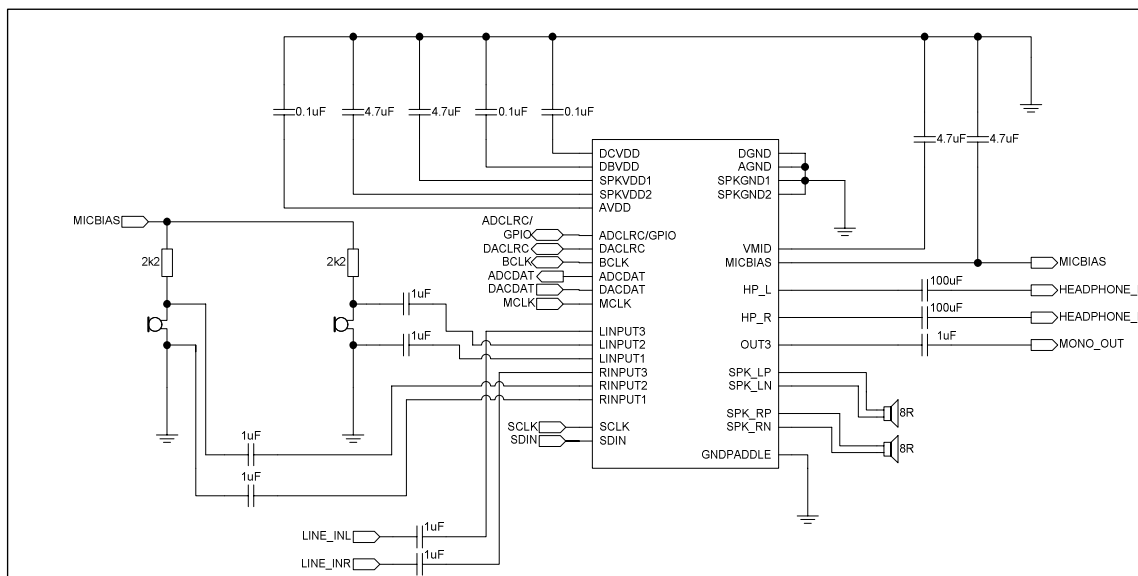 0.1uF 4.7uF 4.7uF 0.1uF 0.1uF
4.7uF 4.7uF
DCVDD
DBVDD
SPKVDD1
SPKVDD2
AVDD
DGND
AGND
SPKGND1
SPKGND2
MICBIAS
2k2
2k2
1uF
1uF
1uF
1uF
ADCLRC/
GPIO
DACLRC
BCLK
ADCDAT
DACDAT
MCLK
ADCLRC/GPIO
DACLRC
BCLK
ADCDAT
DACDAT
MCLK
LINPUT3
LINPUT2
LINPUT1
RINPUT3
RINPUT2
RINPUT1
SCLK
SDIN
SCLK
SDIN
VMID
MICBIAS
HP_L
HP_R
OUT3
SPK_LP
SPK_LN
SPK_RP
SPK_RN
GNDPADDLE
MICBIAS
100uF
HEADPHONE_
100uF
HEADPHONE_
1uF
MONO_OUT
8R
8R
LINE_INL
1uF
LINE_INR
1uF